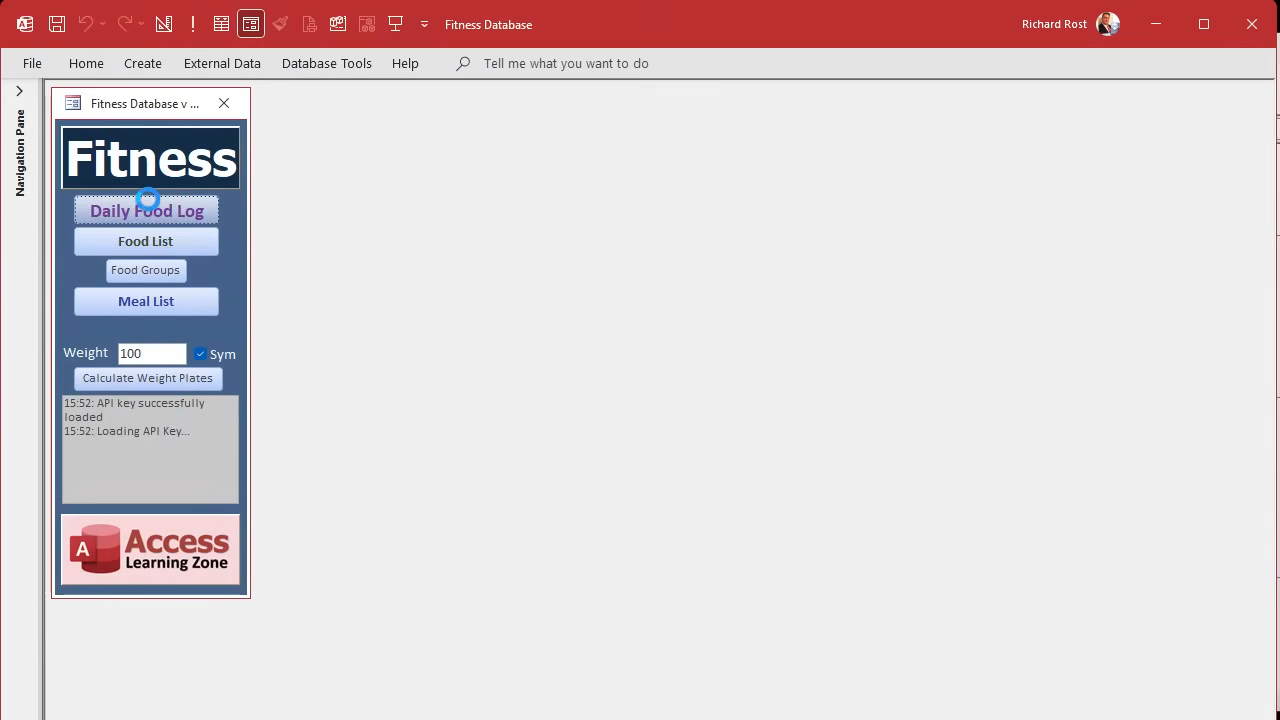 Fitness Database
Richard Rost
File Home Create External Data Database Tools Help Tell me what you want to do
Navigation Pane
Fitness Database v ...
Fitness
Daily Food Log
Food List
Food Groups
Meal List
Weight 100 Sym
Calculate Weight Plates
15:52: API key successfully
loaded
15:52: Loading API Key...
A Access
Learning Zone